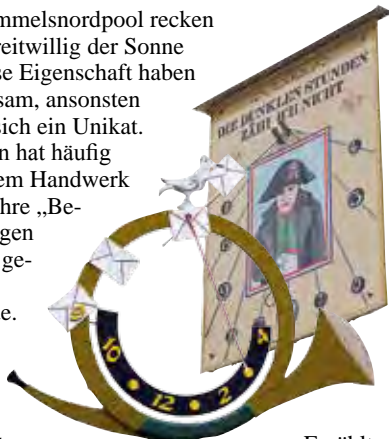 mmelsnordpool recken
reitwillig der Sonne
se Eigenschaft haben
sam, ansonsten
sich ein Unikat.
n hat häufig
em Handwerk
hre „Be-
gen
ge-
e.
DIE DUNKLEN STUNDEN
ZÄHL ICH NICHT
10
12
2
4